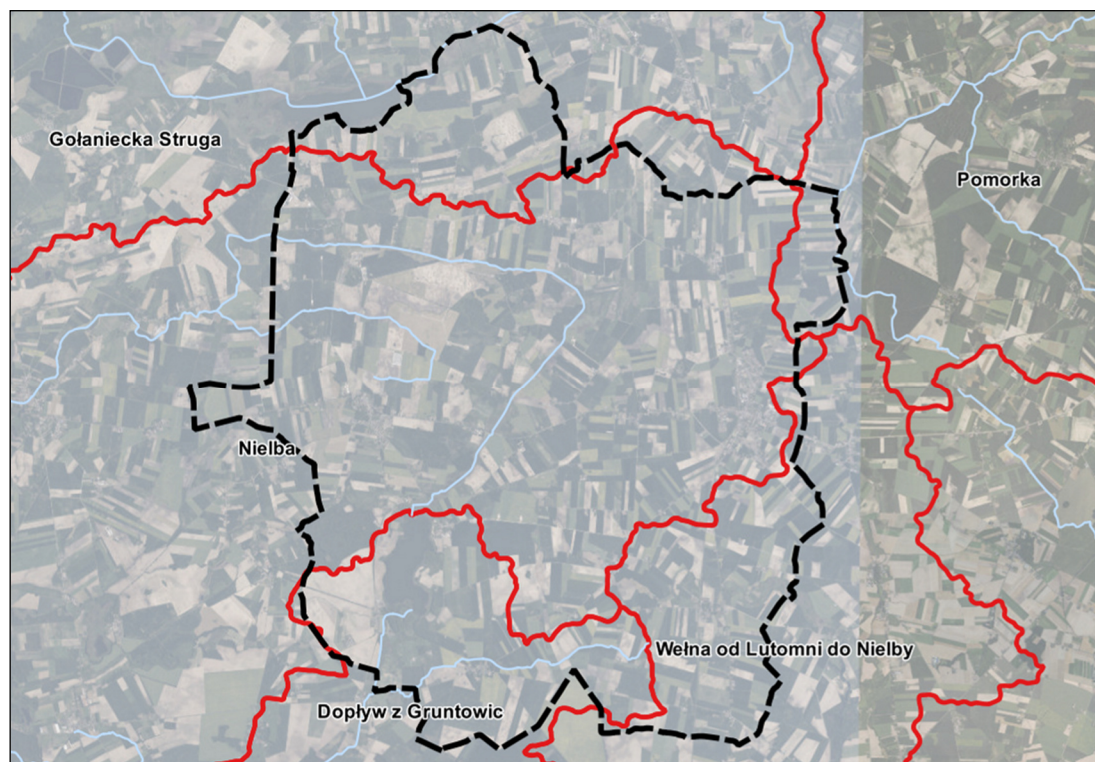 Gołaniecka Struga
Pomorka
Nielba
Wełna od Lutomni do Nielby
Dopływ z Gruntowic